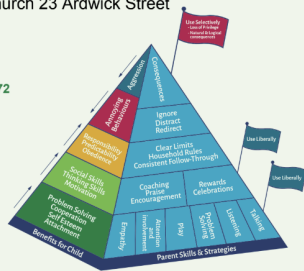 urch 23 Ardwick Street
72
Use Selectively
- Loss of Privilege
- Natural & Logical
consequences
Aggression
Consequences
Annoying
Behaviours
Ignore
Distract
Redirect
Use Liberally
Responsibility
Predictability
Obedience
Clear Limits
Household Rules
Consistent Follow-Through
Use Liberally
Social Skills
Thinking Skills
Motivation
Coaching
Praise
Encouragement
Rewards
Celebrations
Problem Solving
Cooperation
Self Esteem
Attachment
Empathy
Attention
and
Involvement
Play
Problem
Solving
Listening
Talking
Benefits for Child
Parent Skills & Strategies